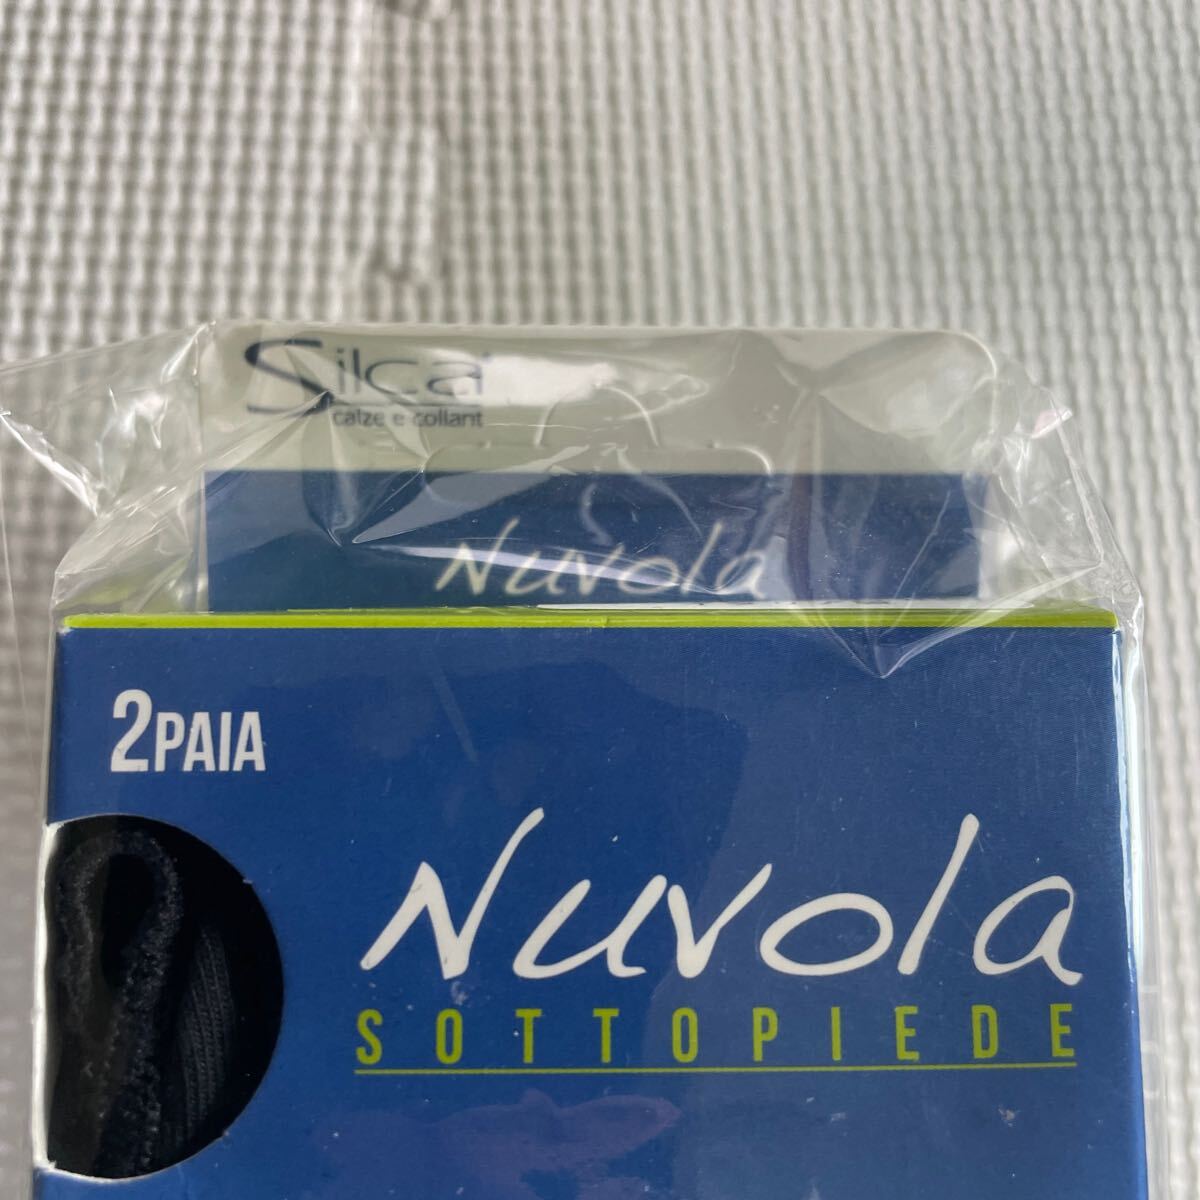 Silca
calze e collant
Nuvola
2PAIA
Nuvola
SOTTOPIEDE